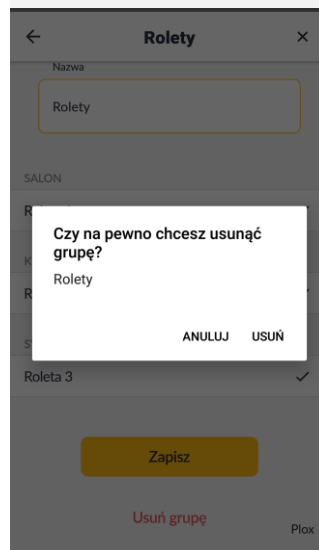 Rolety
Nazwa
Rolety
SALON
R
Czy na pewno chcesz usunąć
grupę?
K
Rolety
R
ANULUJ USUŃ
S
Roleta 3
Zapisz
Usuń grupę
Plox